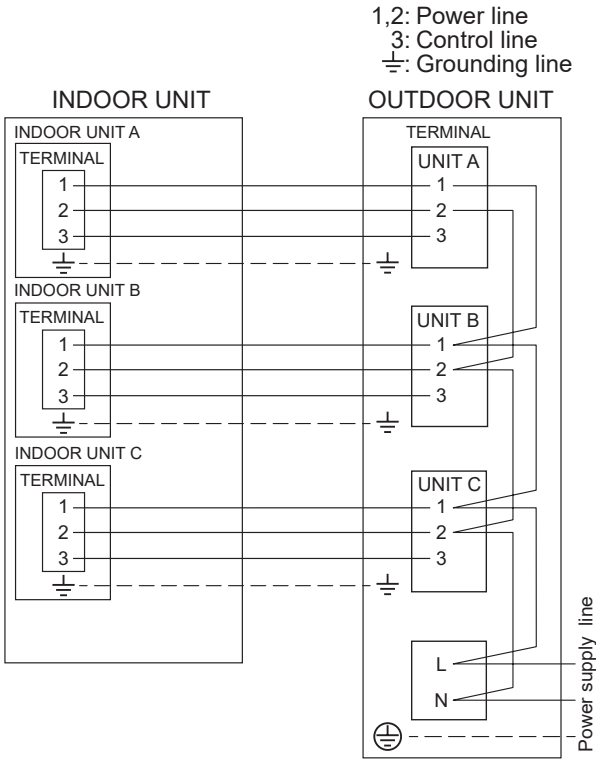 1,2: Power line
3: Control line
⏚: Grounding line
INDOOR UNIT
OUTDOOR UNIT
INDOOR UNIT A
TERMINAL
1
2
3
TERMINAL
UNIT A
1
2
3
INDOOR UNIT B
TERMINAL
1
2
3
UNIT B
1
2
3
INDOOR UNIT C
TERMINAL
1
2
3
UNIT C
1
2
3
L
N
Power supply line